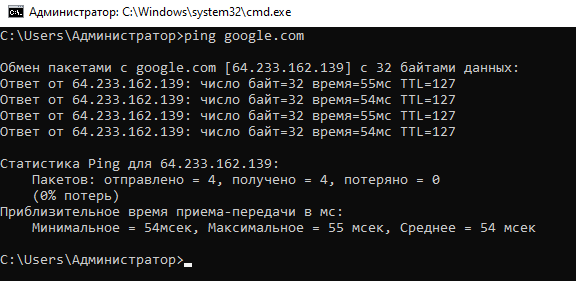 Администратор: C:\Windows\system32\cmd.exe
C:\Users\Администратор>ping google.com
Обмен пакетами с google.com [64.233.162.139] с 32 байтами данных:
Ответ от 64.233.162.139: число байт=32 время=55мс TTL=127
Ответ от 64.233.162.139: число байт=32 время=54мс TTL=127
Ответ от 64.233.162.139: число байт=32 время=55мс TTL=127
Ответ от 64.233.162.139: число байт=32 время=54мс TTL=127
Статистика Ping для 64.233.162.139:
    Пакетов: отправлено = 4, получено = 4, потеряно = 0
    (0% потерь)
Приблизительное время приема-передачи в мс:
    Минимальное = 54мсек, Максимальное = 55 мсек, Среднее = 54 мсек
C:\Users\Администратор>